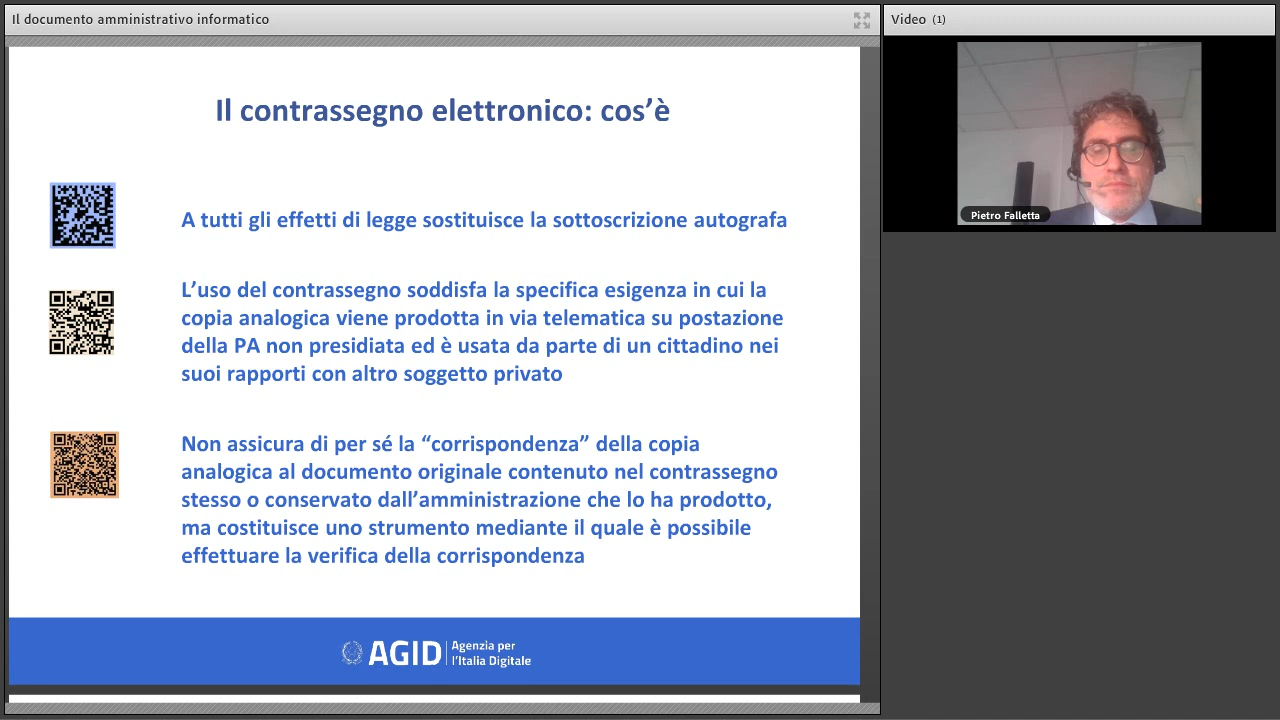 Il documento amministrativo informatico
Video (1)
Il contrassegno elettronico: cos’è
A tutti gli effetti di legge sostituisce la sottoscrizione autografa
L’uso del contrassegno soddisfa la specifica esigenza in cui la
copia analogica viene prodotta in via telematica su postazione
della PA non presidiata ed è usata da parte di un cittadino nei
suoi rapporti con altro soggetto privato
Non assicura di per sé la “corrispondenza” della copia
analogica al documento originale contenuto nel contrassegno
stesso o conservato dall’amministrazione che lo ha prodotto,
ma costituisce uno strumento mediante il quale è possibile
effettuare la verifica della corrispondenza
AGID
Agenzia per
l’Italia Digitale
Pietro Falletta